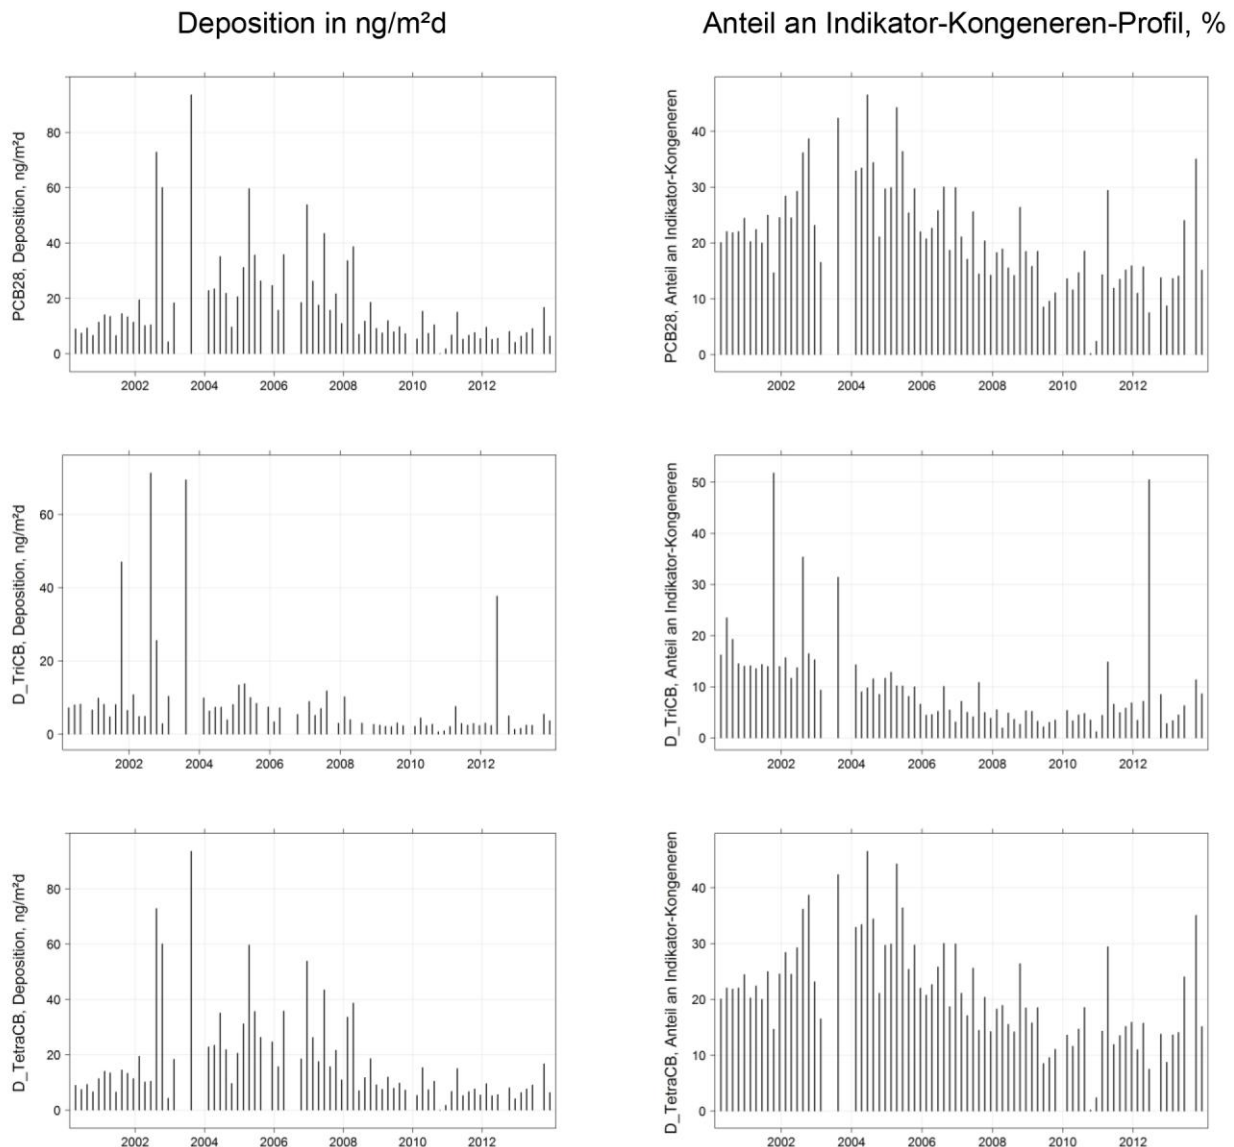 Deposition in ng/m²d
Anteil an Indikator-Kongeneren-Profil, %
PCB28, Deposition, ng/m²d
80
60
40
20
0
2002 2004 2006 2008 2010 2012
PCB28, Anteil an Indikator-Kongeneren
40
30
20
10
0
2002 2004 2006 2008 2010 2012
D_TriCB, Deposition, ng/m²d
60
40
20
0
2002 2004 2006 2008 2010 2012
D_TriCB, Anteil an Indikator-Kongeneren
50
40
30
20
10
0
2002 2004 2006 2008 2010 2012
D_TetraCB, Deposition, ng/m²d
80
60
40
20
0
2002 2004 2006 2008 2010 2012
D_TetraCB, Anteil an Indikator-Kongeneren
40
30
20
10
0
2002 2004 2006 2008 2010 2012